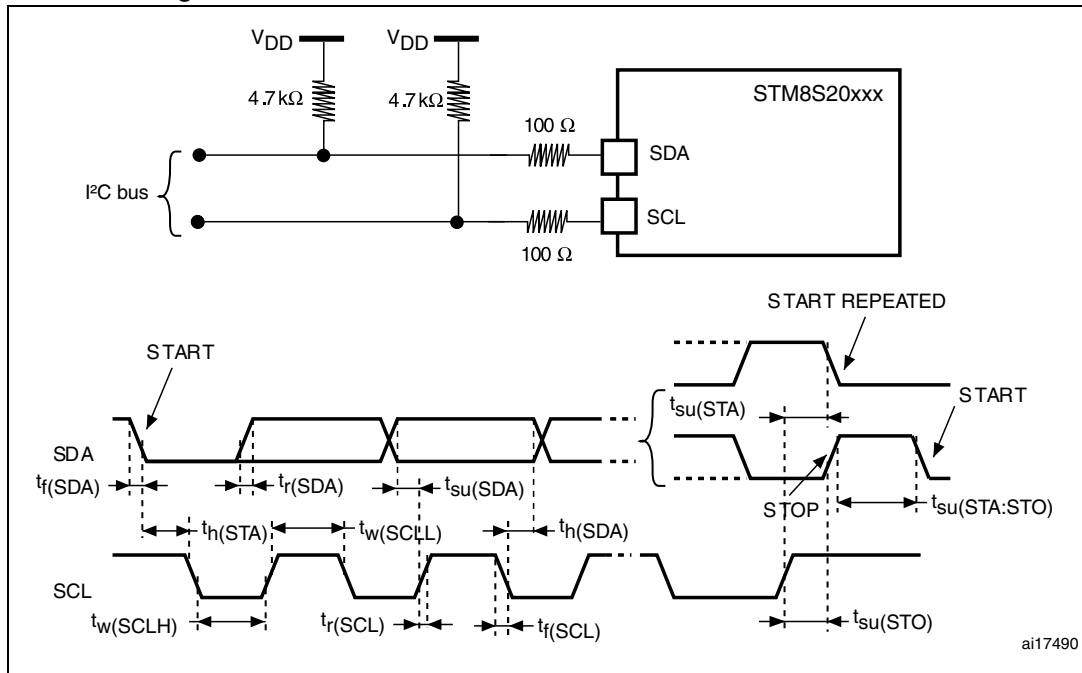 VDD VDD
4.7kΩ 4.7kΩ
STM8S20xxx
100 Ω
SDA
I²C bus
SCL
100 Ω
START REPEATED
START
tsu(STA)
START
SDA
tf(SDA) tr(SDA) tsu(SDA)
STOP
tsu(STA:STO)
th(STA) tw(SCLL) th(SDA)
SCL
tw(SCLH) tr(SCL) tf(SCL) tsu(STO)
ai17490